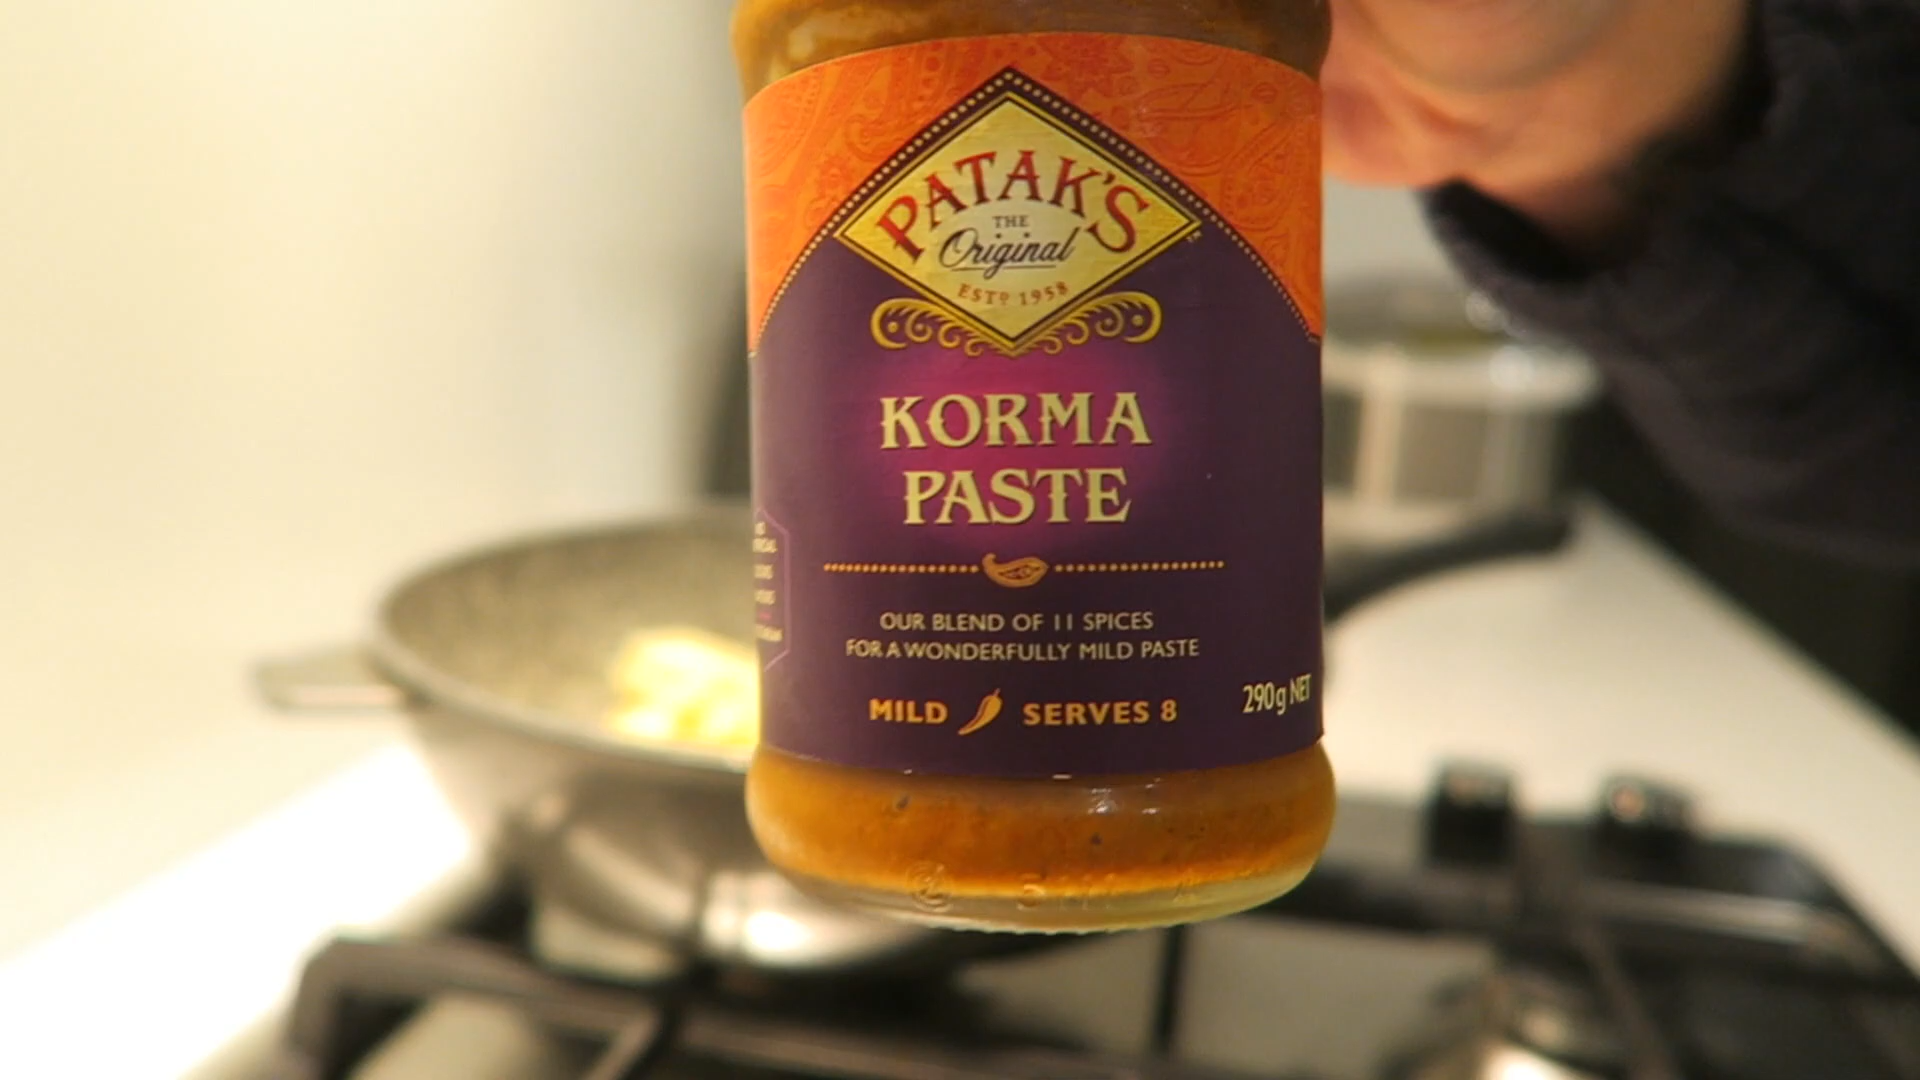 PATAK'S
THE
Original
ESTD 1958
KORMA
PASTE
OUR BLEND OF 11 SPICES
FOR A WONDERFULLY MILD PASTE
MILD SERVES 8
290g NET